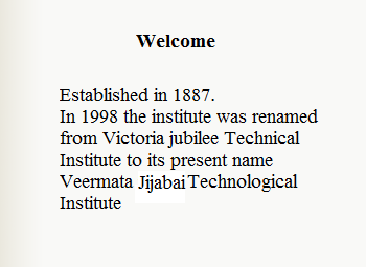 Welcome
Established in 1887.
In 1998 the institute was renamed
from Victoria jubilee Technical
Institute to its present name
Veermata Jijabai Technological
Institute